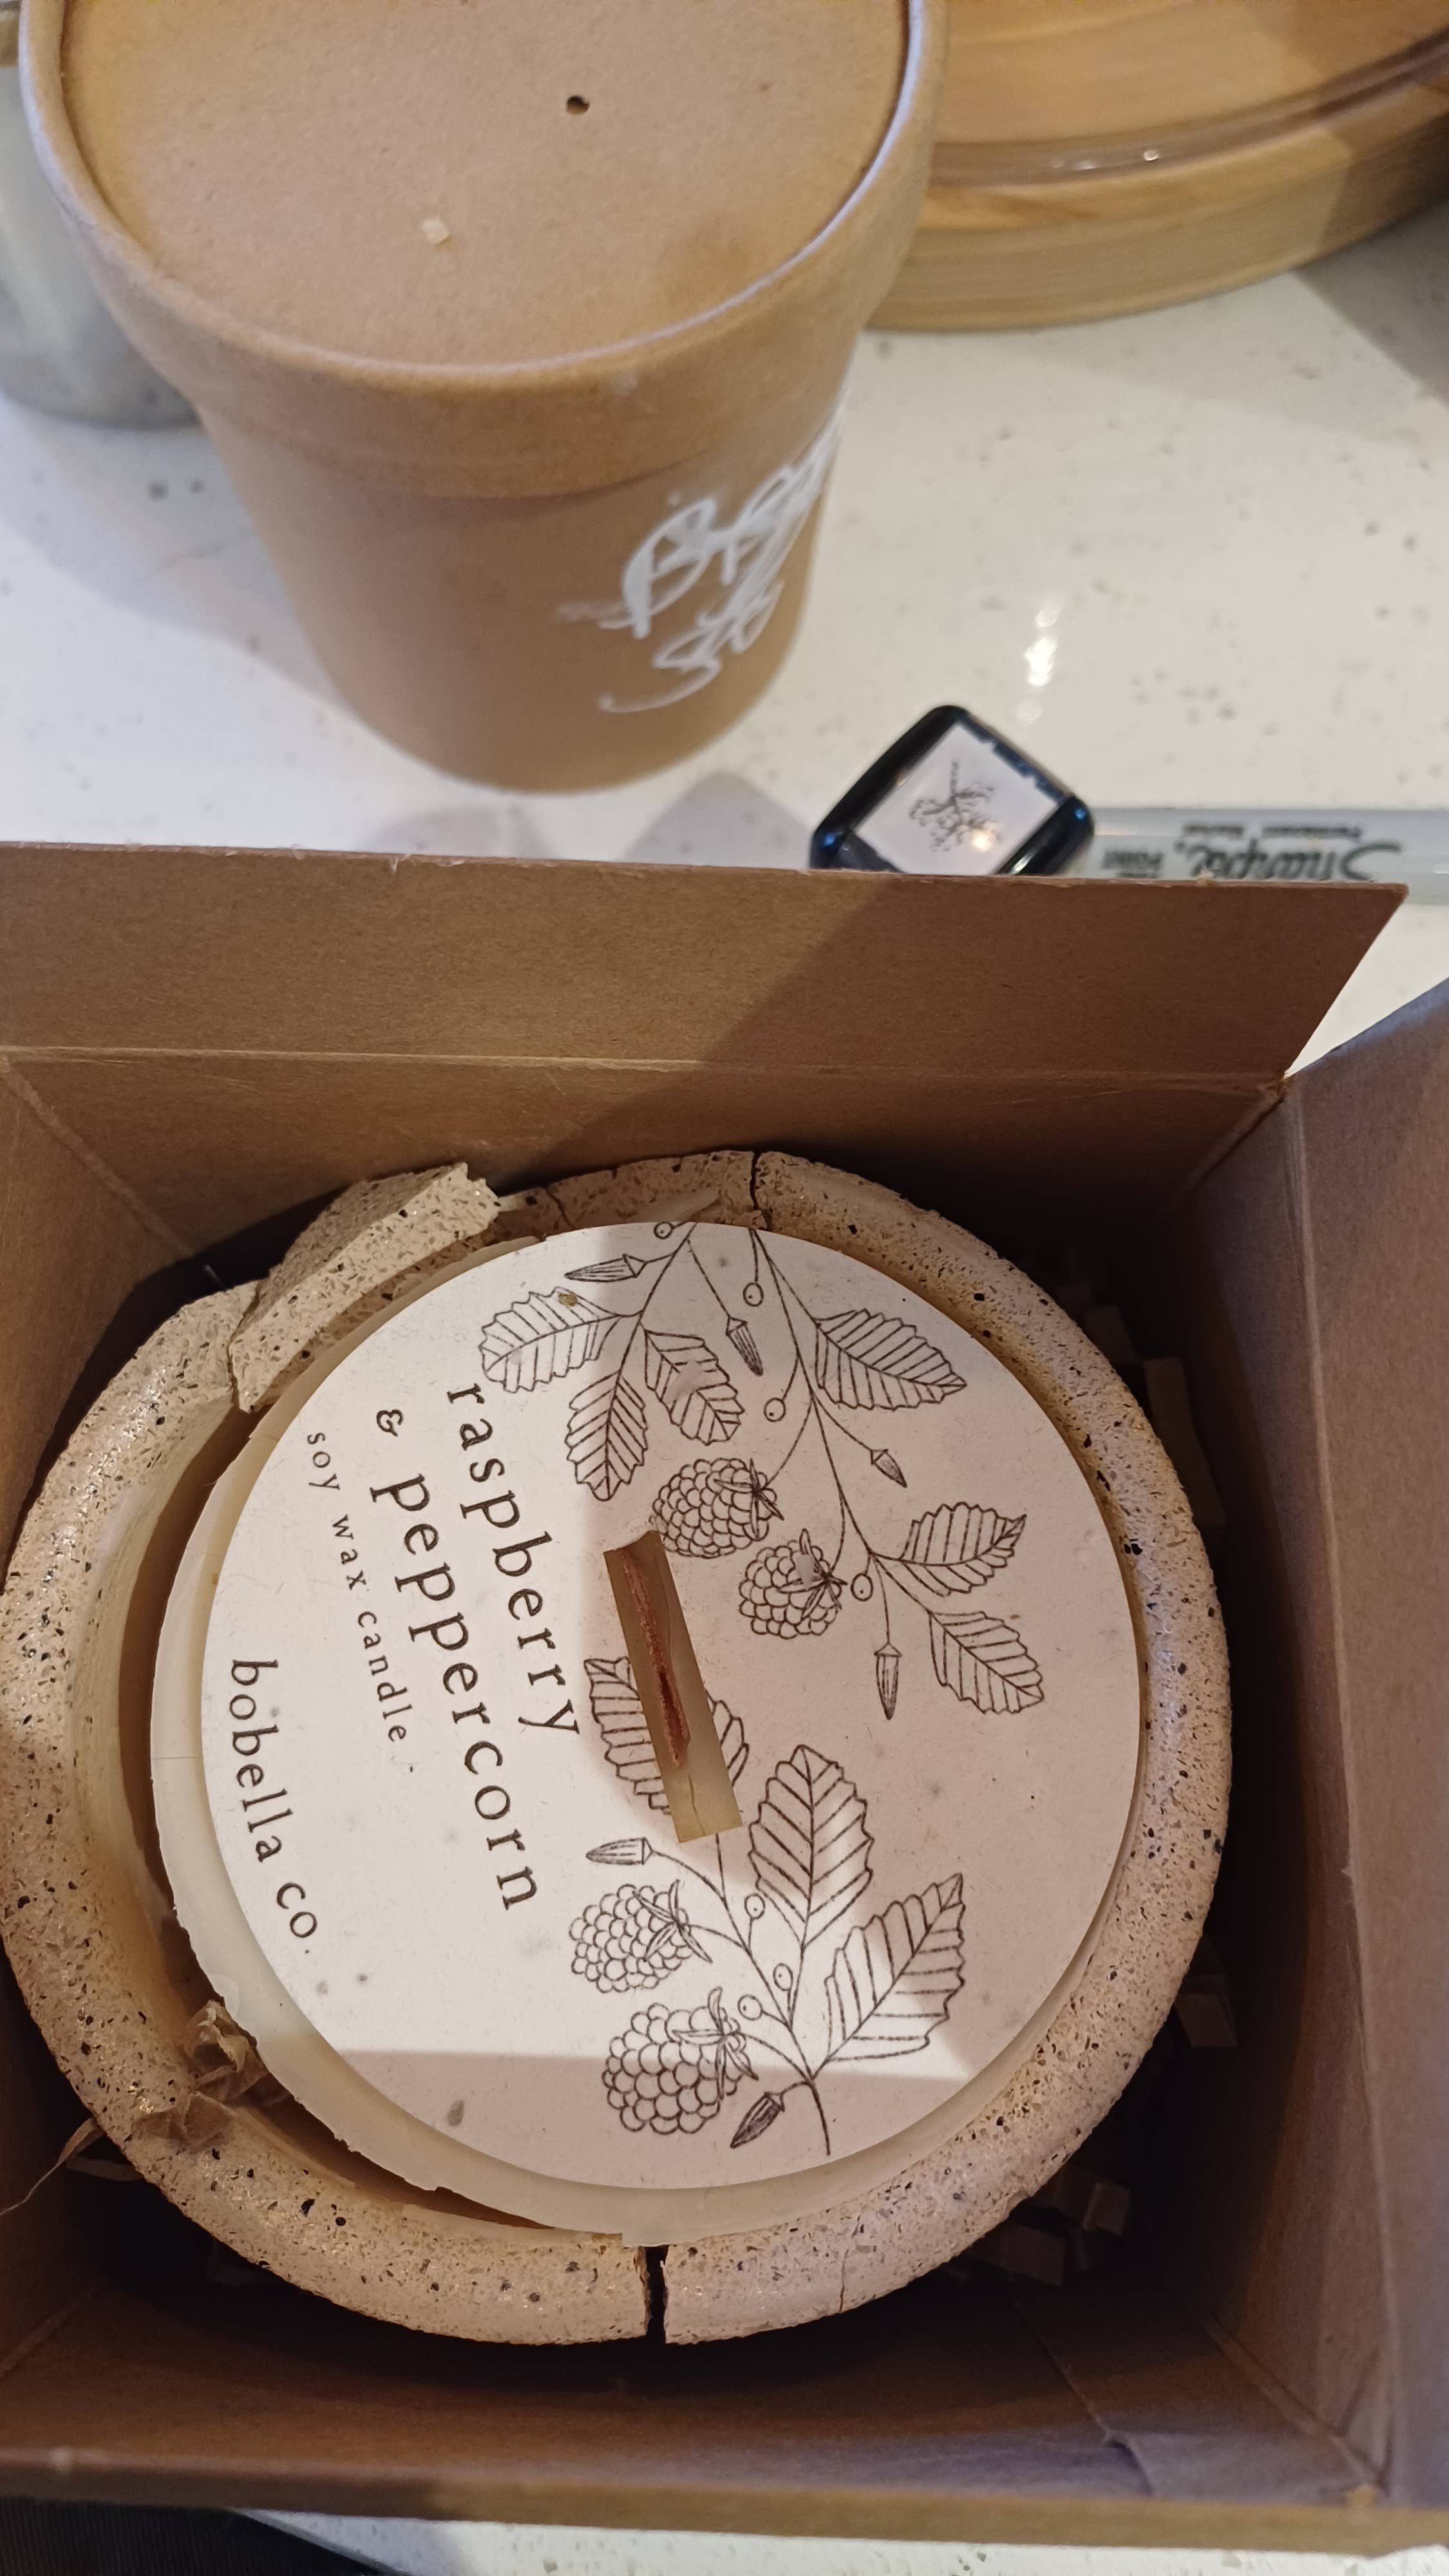 raspberry
& peppercorn
soy wax candle
bobella co.
Sharpie